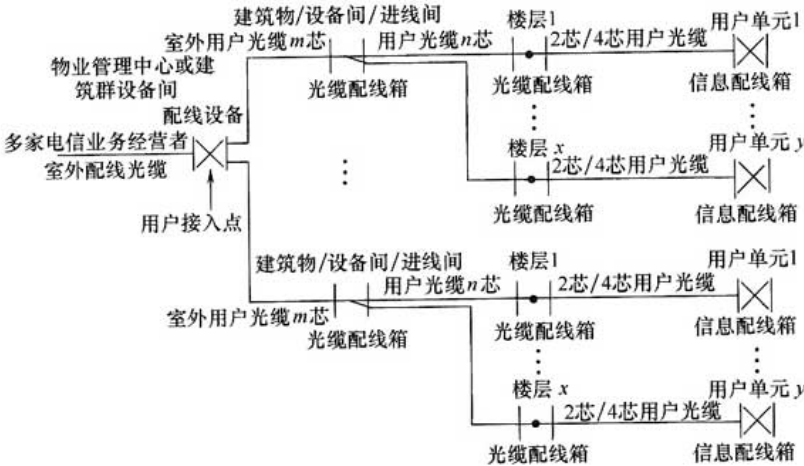 建筑物/设备间/进线间
楼层1
用户单元1
室外用户光缆m芯
用户光缆n芯
2芯/4芯用户光缆
物业管理中心或建
筑群设备间
光缆配线箱
光缆配线箱
信息配线箱
配线设备
多家电信业务经营者
室外配线光缆
楼层x
用户单元y
2芯/4芯用户光缆
光缆配线箱
信息配线箱
用户接入点
建筑物/设备间/进线间
楼层1
用户单元1
用户光缆n芯
2芯/4芯用户光缆
室外用户光缆m芯
光缆配线箱
光缆配线箱
信息配线箱
楼层x
用户单元y
2芯/4芯用户光缆
光缆配线箱
信息配线箱